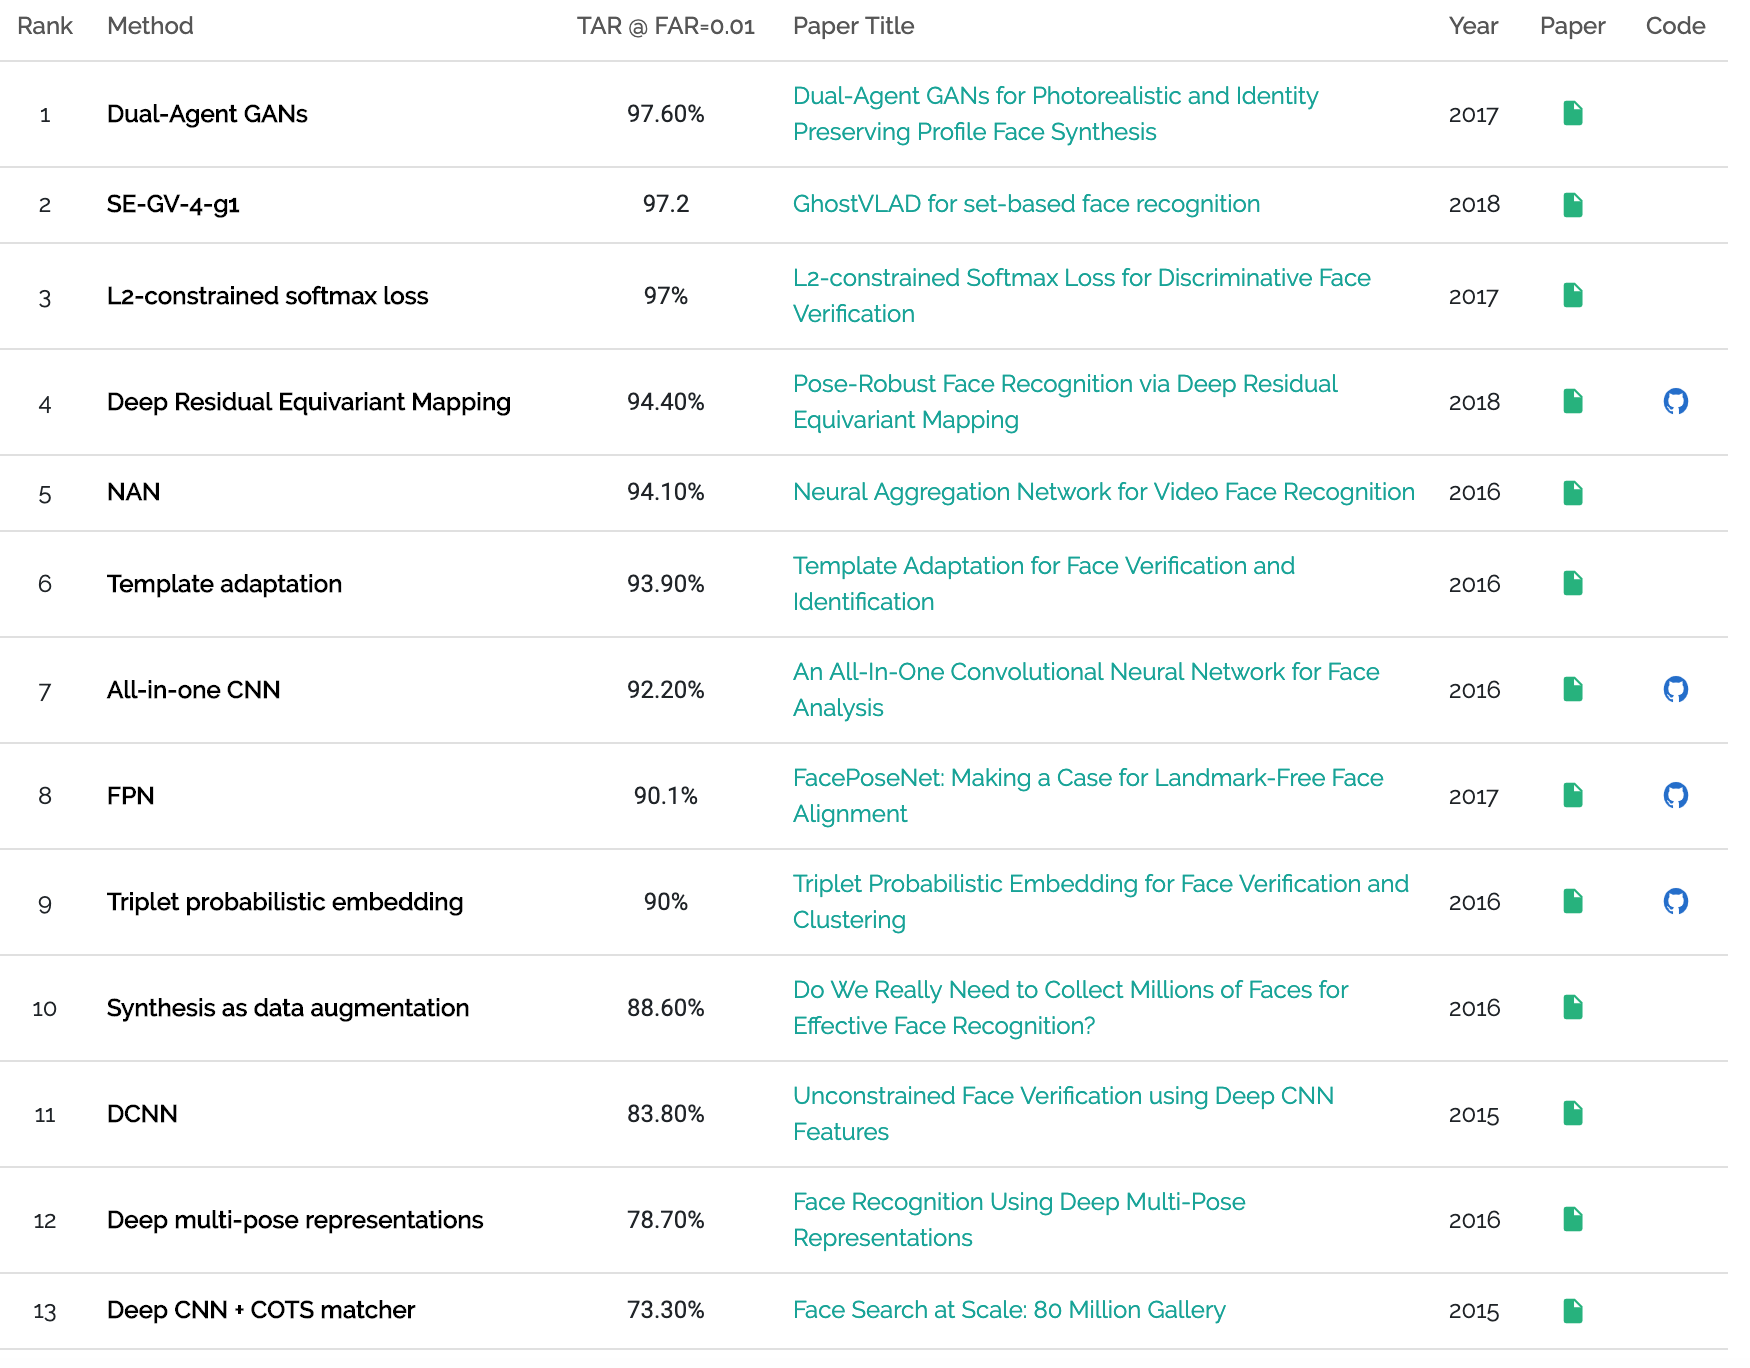 Rank Method TAR @ FAR=0.01 Paper Title Year Paper Code
1 Dual-Agent GANs 97.60% Dual-Agent GANs for Photorealistic and Identity 2017
Preserving Profile Face Synthesis
2 SE-GV-4-g1 97.2 GhostVLAD for set-based face recognition 2018
3 L2-constrained softmax loss 97% L2-constrained Softmax Loss for Discriminative Face 2017
Verification
4 Deep Residual Equivariant Mapping 94.40% Pose-Robust Face Recognition via Deep Residual 2018
Equivariant Mapping
5 NAN 94.10% Neural Aggregation Network for Video Face Recognition 2016
6 Template adaptation 93.90% Template Adaptation for Face Verification and 2016
Identification
7 All-in-one CNN 92.20% An All-In-One Convolutional Neural Network for Face 2016
Analysis
8 FPN 90.1% FacePoseNet: Making a Case for Landmark-Free Face 2017
Alignment
9 Triplet probabilistic embedding 90% Triplet Probabilistic Embedding for Face Verification and 2016
Clustering
10 Synthesis as data augmentation 88.60% Do We Really Need to Collect Millions of Faces for 2016
Effective Face Recognition?
11 DCNN 83.80% Unconstrained Face Verification using Deep CNN 2015
Features
12 Deep multi-pose representations 78.70% Face Recognition Using Deep Multi-Pose 2016
Representations
13 Deep CNN + COTS matcher 73.30% Face Search at Scale: 80 Million Gallery 2015